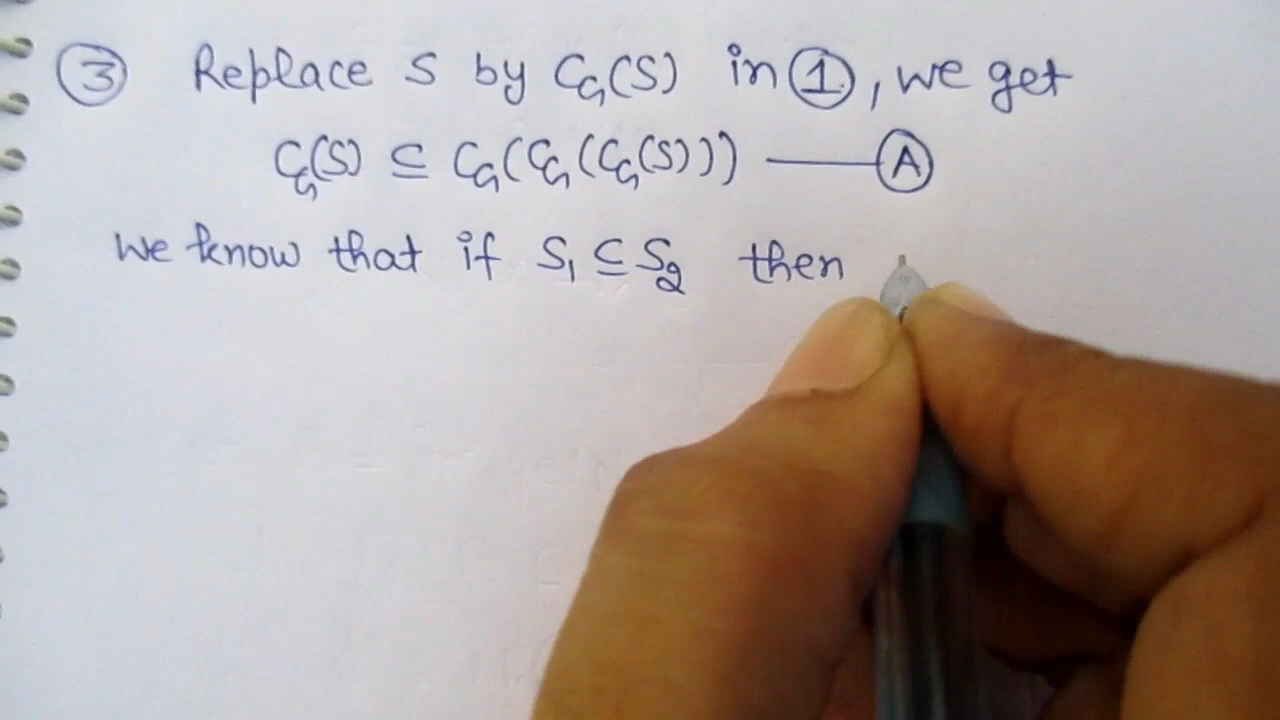 ③ Replace S by C_G(S) in ①, we get
C_G(S) ⊆ C_G(C_G(C_G(S))) —— Ⓐ
We know that if S₁ ⊆ S₂ then